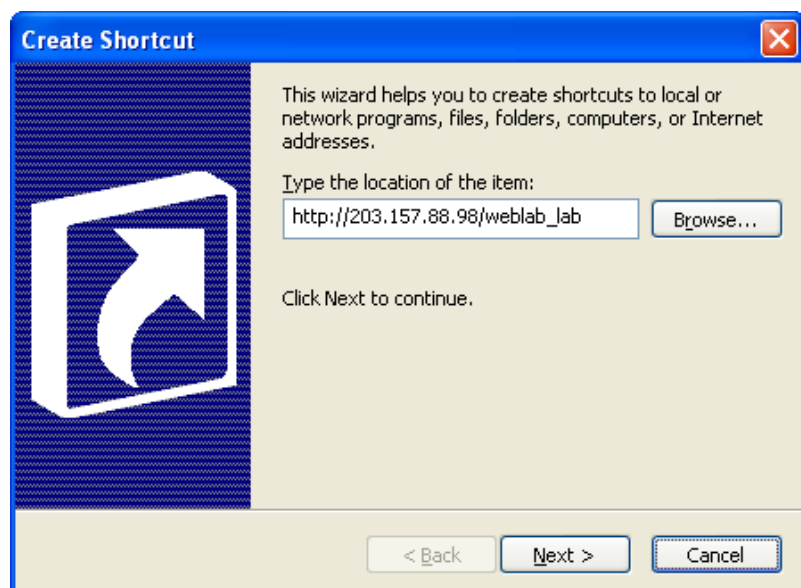 Create Shortcut
This wizard helps you to create shortcuts to local or
network programs, files, folders, computers, or Internet
addresses.
Type the location of the item:
http://203.157.88.98/weblab_lab
Browse...
Click Next to continue.
< Back
Next >
Cancel